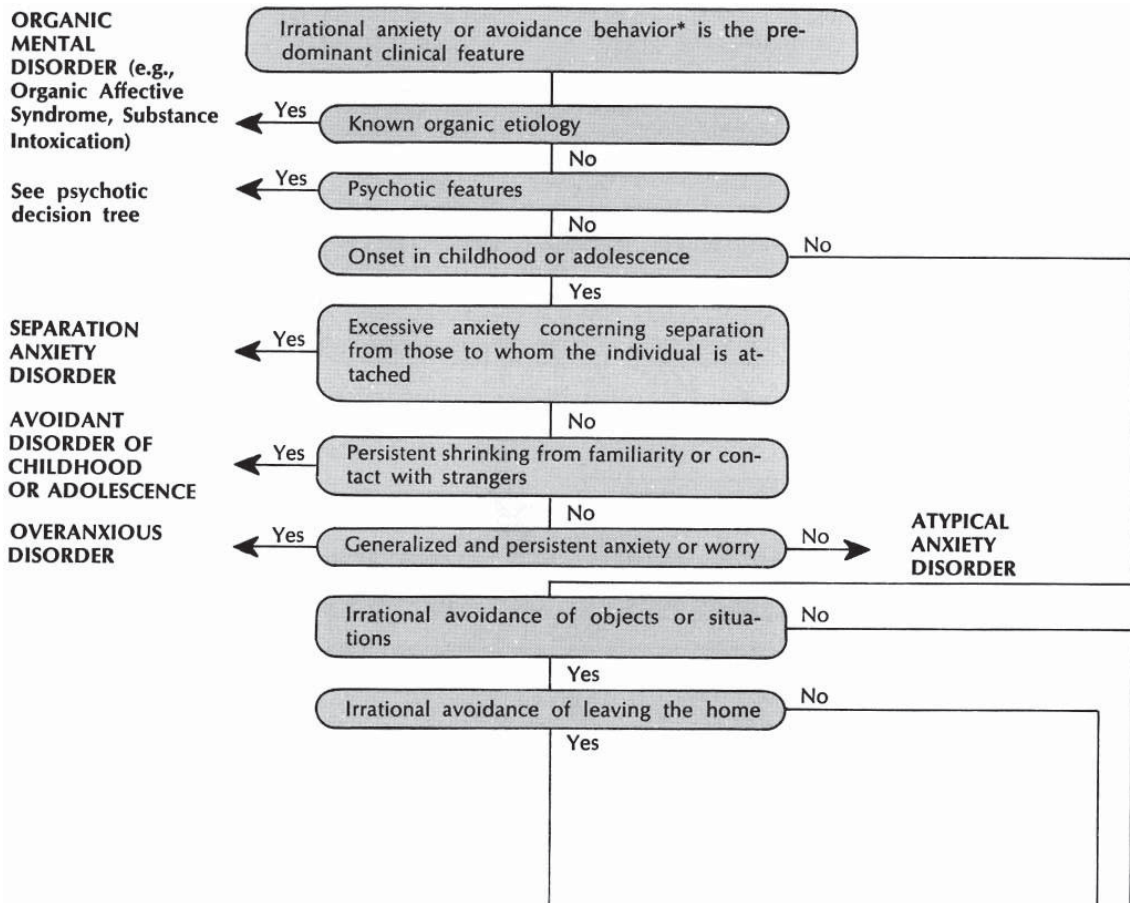 ORGANIC
MENTAL
DISORDER (e.g.,
Organic Affective
Syndrome, Substance
Intoxication)
Irrational anxiety or avoidance behavior* is the pre-
dominant clinical feature
Yes
Known organic etiology
No
See psychotic
decision tree
Yes
Psychotic features
No
Onset in childhood or adolescence
No
Yes
SEPARATION
ANXIETY
DISORDER
Yes
Excessive anxiety concerning separation
from those to whom the individual is at-
tached
No
AVOIDANT
DISORDER OF
CHILDHOOD
OR ADOLESCENCE
Yes
Persistent shrinking from familiarity or con-
tact with strangers
No
OVERANXIOUS
DISORDER
Yes
Generalized and persistent anxiety or worry
No
ATYPICAL
ANXIETY
DISORDER
Irrational avoidance of objects or situa-
tions
No
Yes
Irrational avoidance of leaving the home
No
Yes